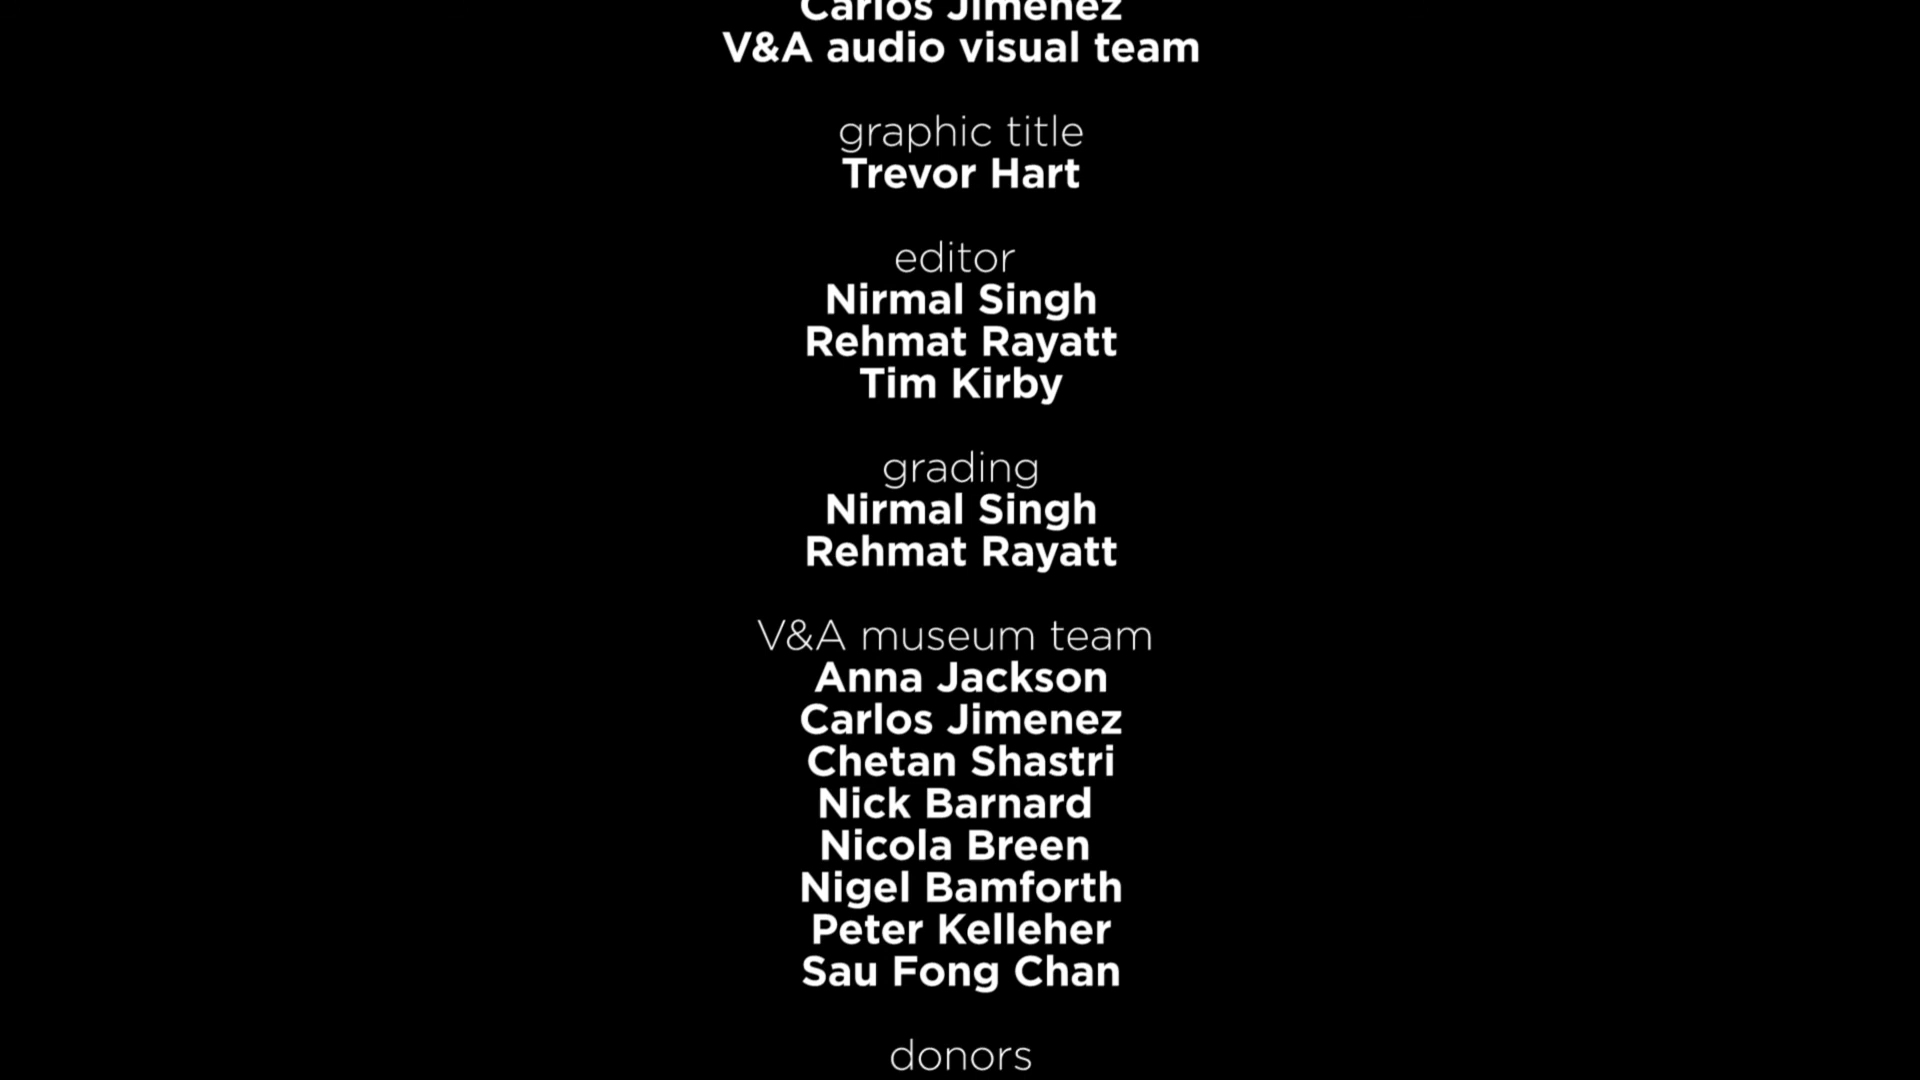 Carlos Jimenez
V&A audio visual team
graphic title
Trevor Hart
editor
Nirmal Singh
Rehmat Rayatt
Tim Kirby
grading
Nirmal Singh
Rehmat Rayatt
V&A museum team
Anna Jackson
Carlos Jimenez
Chetan Shastri
Nick Barnard
Nicola Breen
Nigel Bamforth
Peter Kelleher
Sau Fong Chan
donors